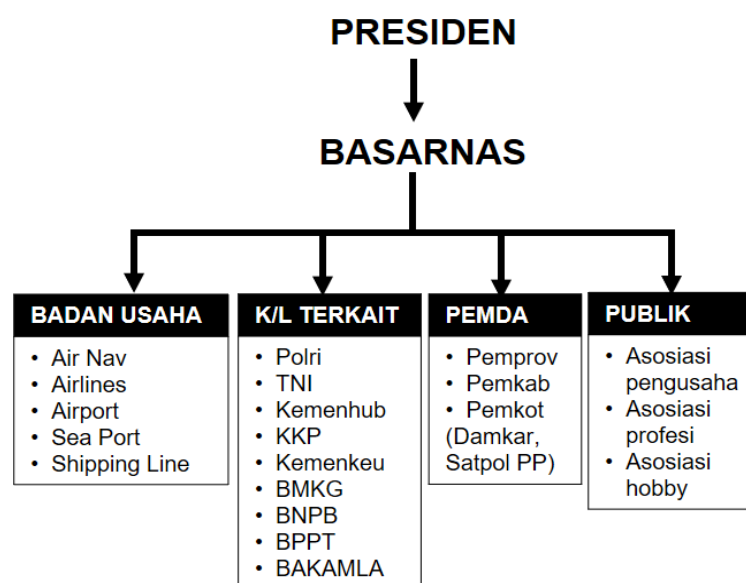 PRESIDEN
BASARNAS
BADAN USAHA
• Air Nav
• Airlines
• Airport
• Sea Port
• Shipping Line
K/L TERKAIT
• Polri
• TNI
• Kemenhub
• KKP
• Kemenkeu
• BMKG
• BNPB
• BPPT
• BAKAMLA
PEMDA
• Pemprov
• Pemkab
• Pemkot
(Damkar,
Satpol PP)
PUBLIK
• Asosiasi
pengusaha
• Asosiasi
profesi
• Asosiasi
hobby